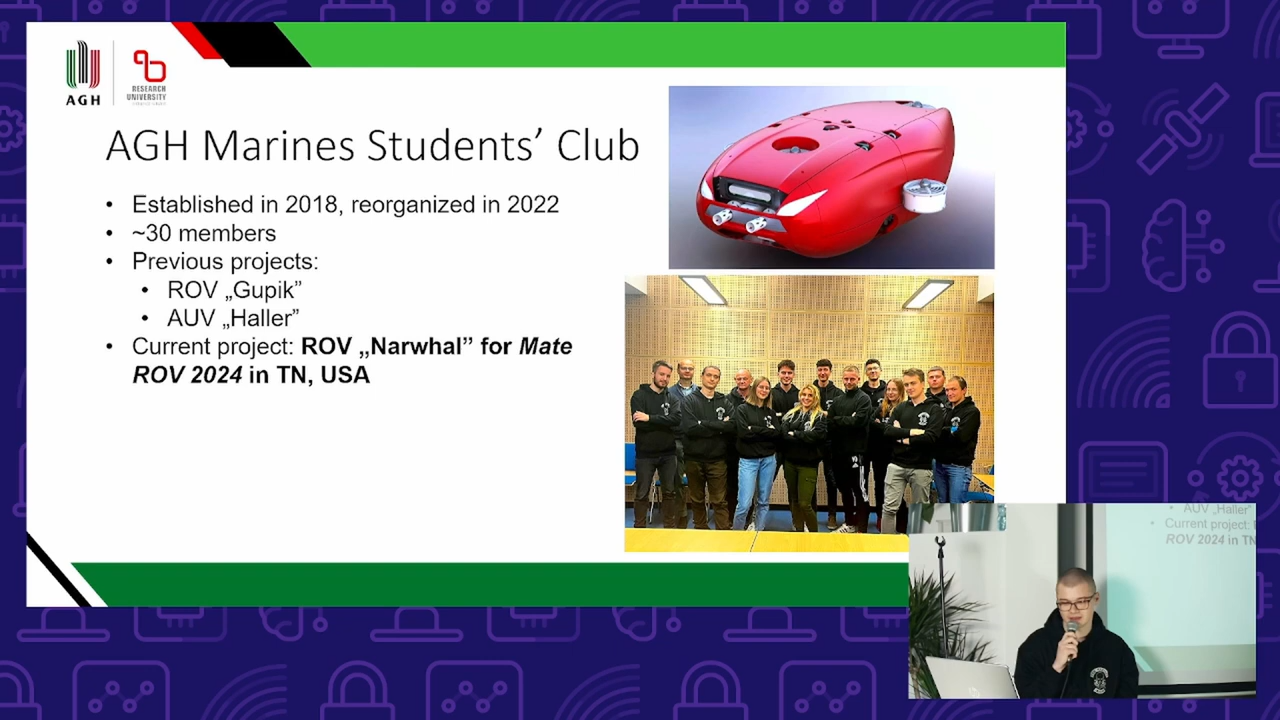 AGH
RESEARCH
UNIVERSITY
AGH Marines Students’ Club
• Established in 2018, reorganized in 2022
• ~30 members
• Previous projects:
• ROV „Gupik”
• AUV „Haller”
• Current project: ROV „Narwhal” for Mate
ROV 2024 in TN, USA
• AUV „Haller”
• Current project:
ROV 2024 in TN